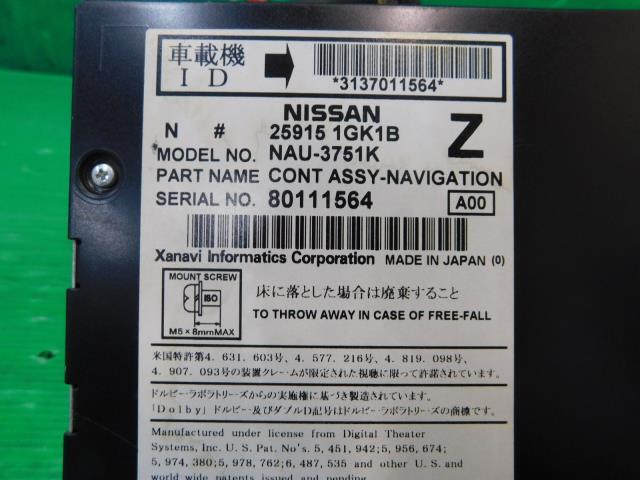 車載機
ID
*3137011564*
NISSAN
N # 25915 1GK1B
Z
MODEL NO. NAU-3751K
PART NAME CONT ASSY-NAVIGATION
SERIAL NO. 80111564
A00
Xanavi Informatics Corporation MADE IN JAPAN (0)
MOUNT SCREW
ISO
M5×8mmMAX
床に落とした場合は廃棄すること
TO THROW AWAY IN CASE OF FREE-FALL
米国特許第4. 631. 603号、4. 577. 216号、4. 819. 098号、
4. 907. 093号の装置クレームが限定された視聴に限って許諾されています。
ドルビーラボラトリーズからの実施権に基づき製造されています。
「Dolby」ドルビー及びダブルD記号はドルビーラボラトリーズの商標です。
Manufactured under license from Digital Theater
Systems, Inc. U. S. Pat. No's. 5, 451, 942;5, 956, 674;
5, 974, 380;5, 978, 762;6, 487, 535 and other U. S. and
world wide patents issued and pending.